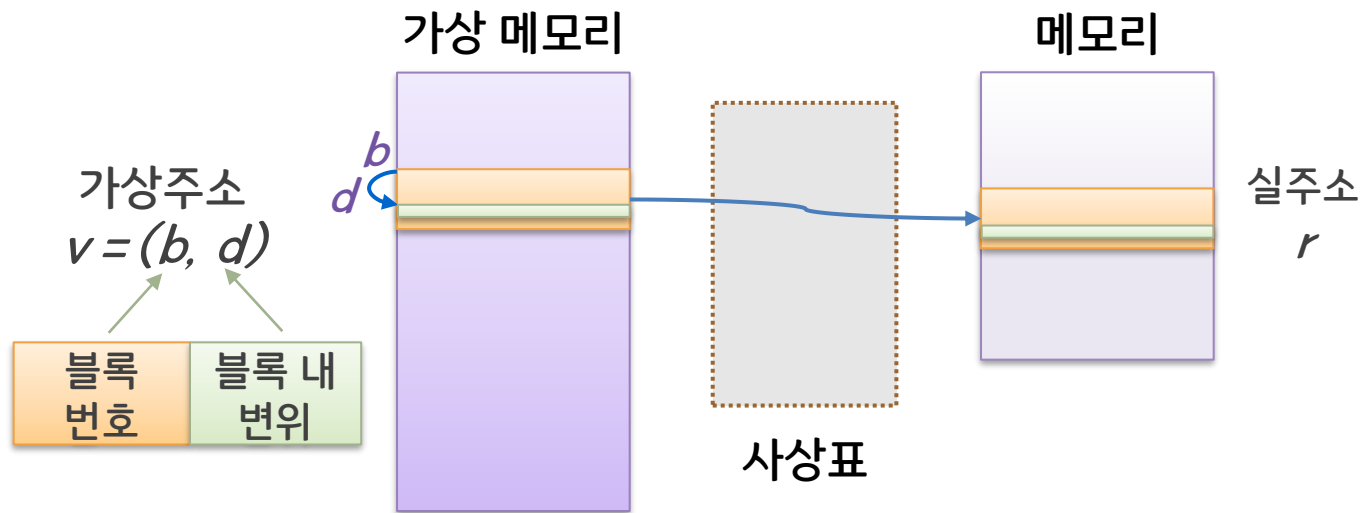 가상 메모리
메모리
b
d
가상주소
v = (b, d)
블록
번호
블록 내
변위
사상표
실주소
r